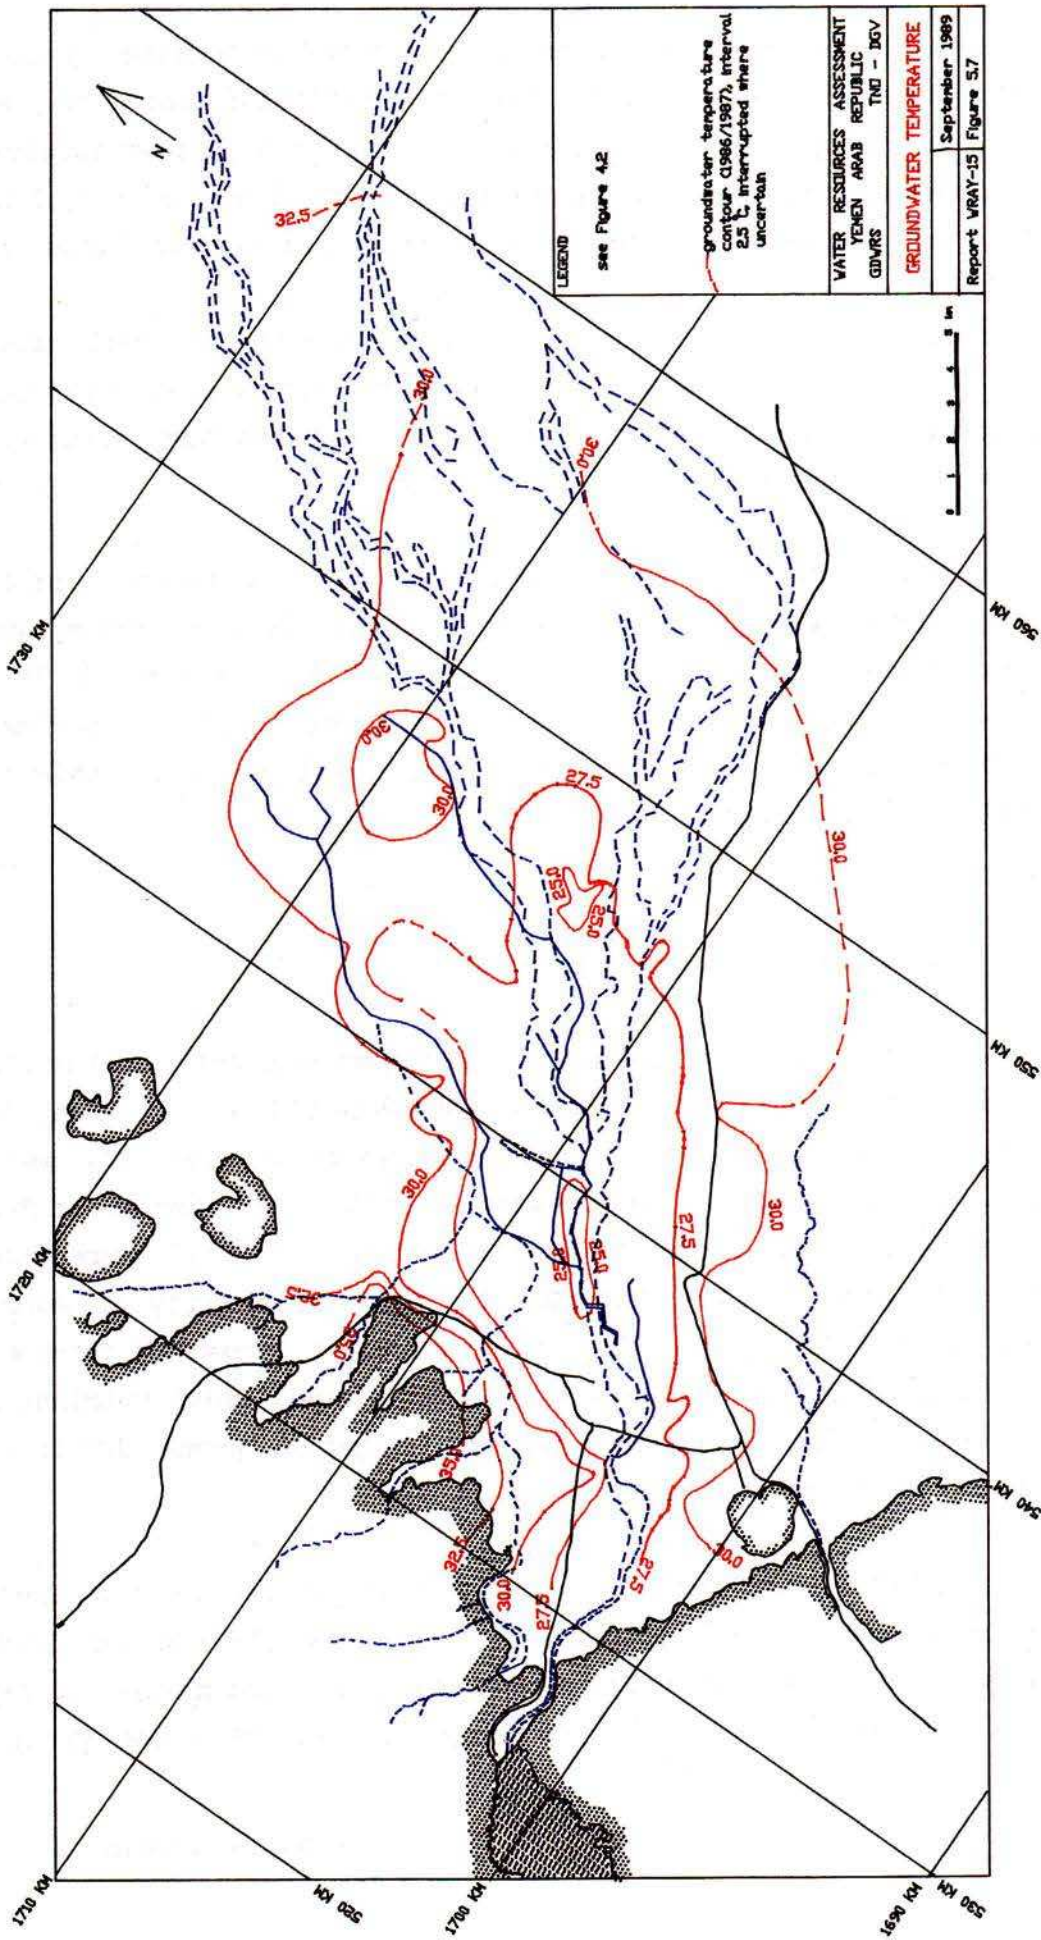 N
32.5
30.0
30.0
30.0
30.0
27.5
25.0
25.0
30.0
30.0
27.5
30.0
25.0
35.0
35.0
32.5
30.0
27.5
27.5
30.0
1730 KM
1720 KM
1710 KM
520 KM
1700 KM
1690 KM
530 KM
540 KM
550 KM
560 KM
0 1 2 3 4 5 km
LEGEND
see Figure 4.2
groundwater temperature
contour (1986/1987), interval
2.5 C, interrupted where
uncertain
WATER RESOURCES ASSESSMENT
YEMEN ARAB REPUBLIC
GDWRS TNO - DGV
GROUNDWATER TEMPERATURE
September 1989
Report WRAY-15 Figure 5.7